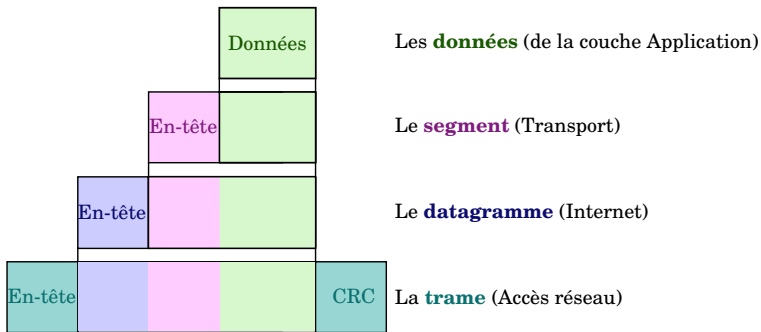 Données Les données (de la couche Application)
En-tête Le segment (Transport)
En-tête Le datagramme (Internet)
En-tête CRC La trame (Accès réseau)